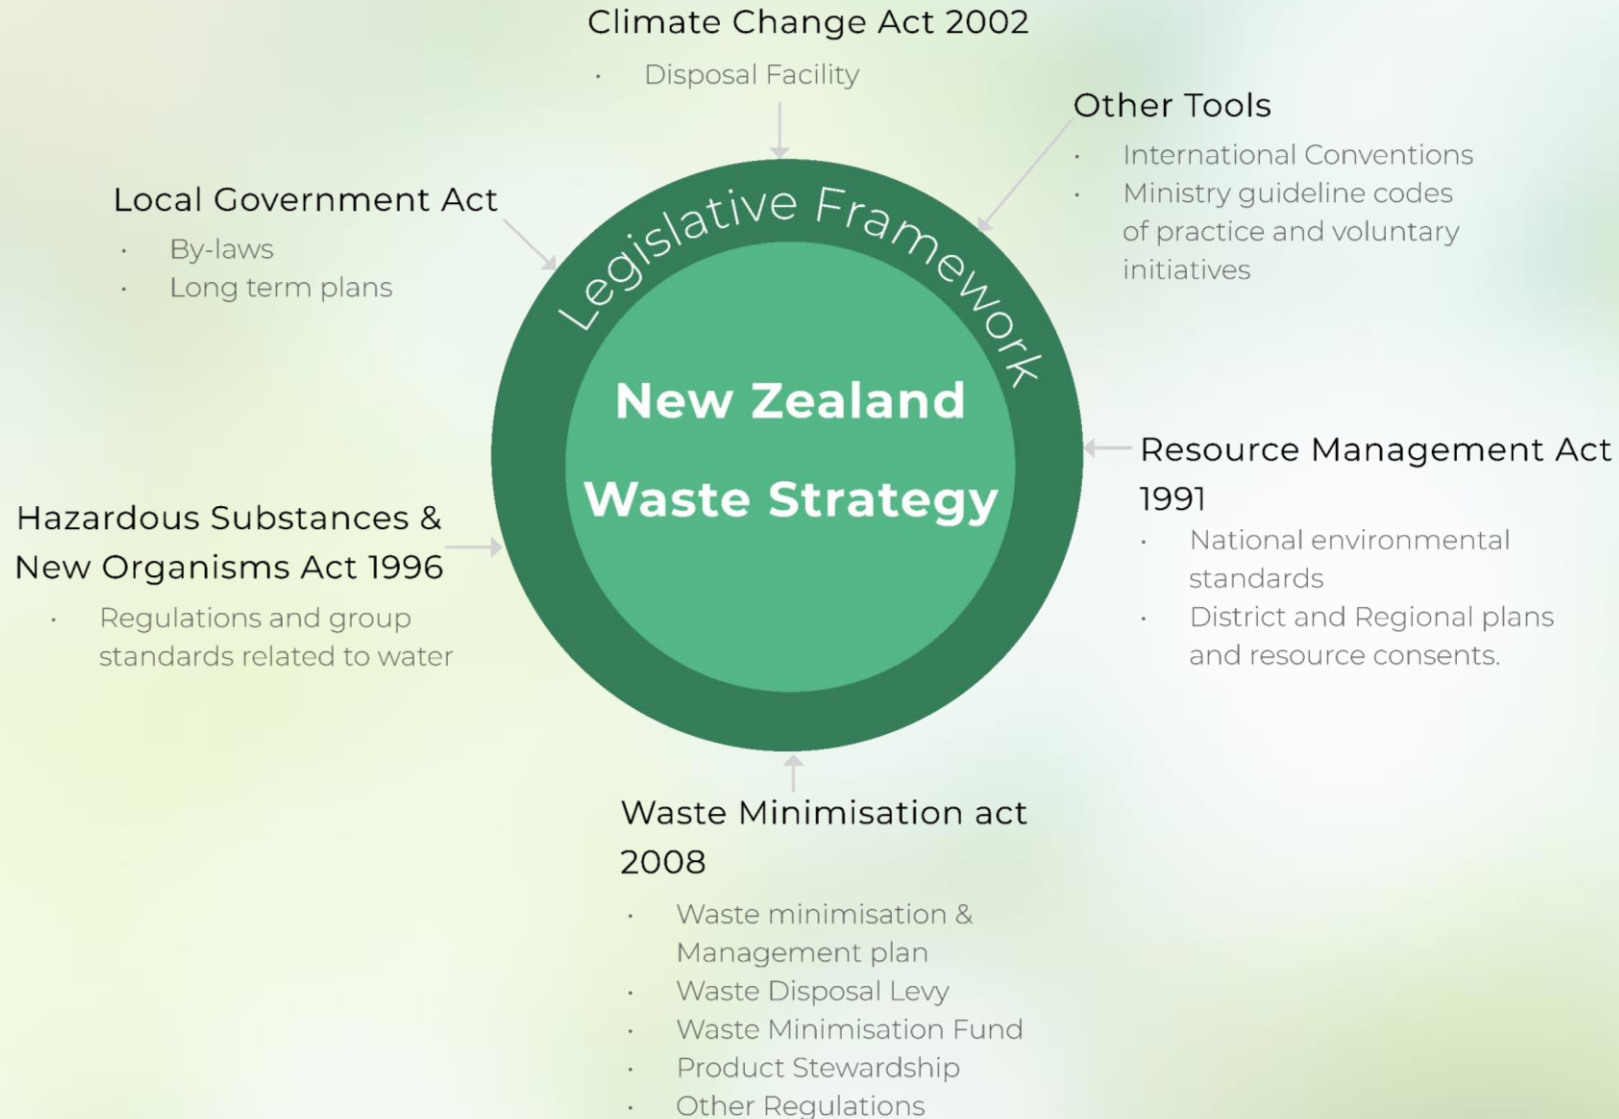 Climate Change Act 2002
· Disposal Facility
Other Tools
· International Conventions
· Ministry guideline codes
of practice and voluntary
initiatives
Local Government Act
· By-laws
· Long term plans
Legislative Framework
New Zealand
Waste Strategy
Resource Management Act
1991
· National environmental
standards
· District and Regional plans
and resource consents.
Hazardous Substances &
New Organisms Act 1996
· Regulations and group
standards related to water
Waste Minimisation act
2008
· Waste minimisation &
Management plan
· Waste Disposal Levy
· Waste Minimisation Fund
· Product Stewardship
· Other Regulations